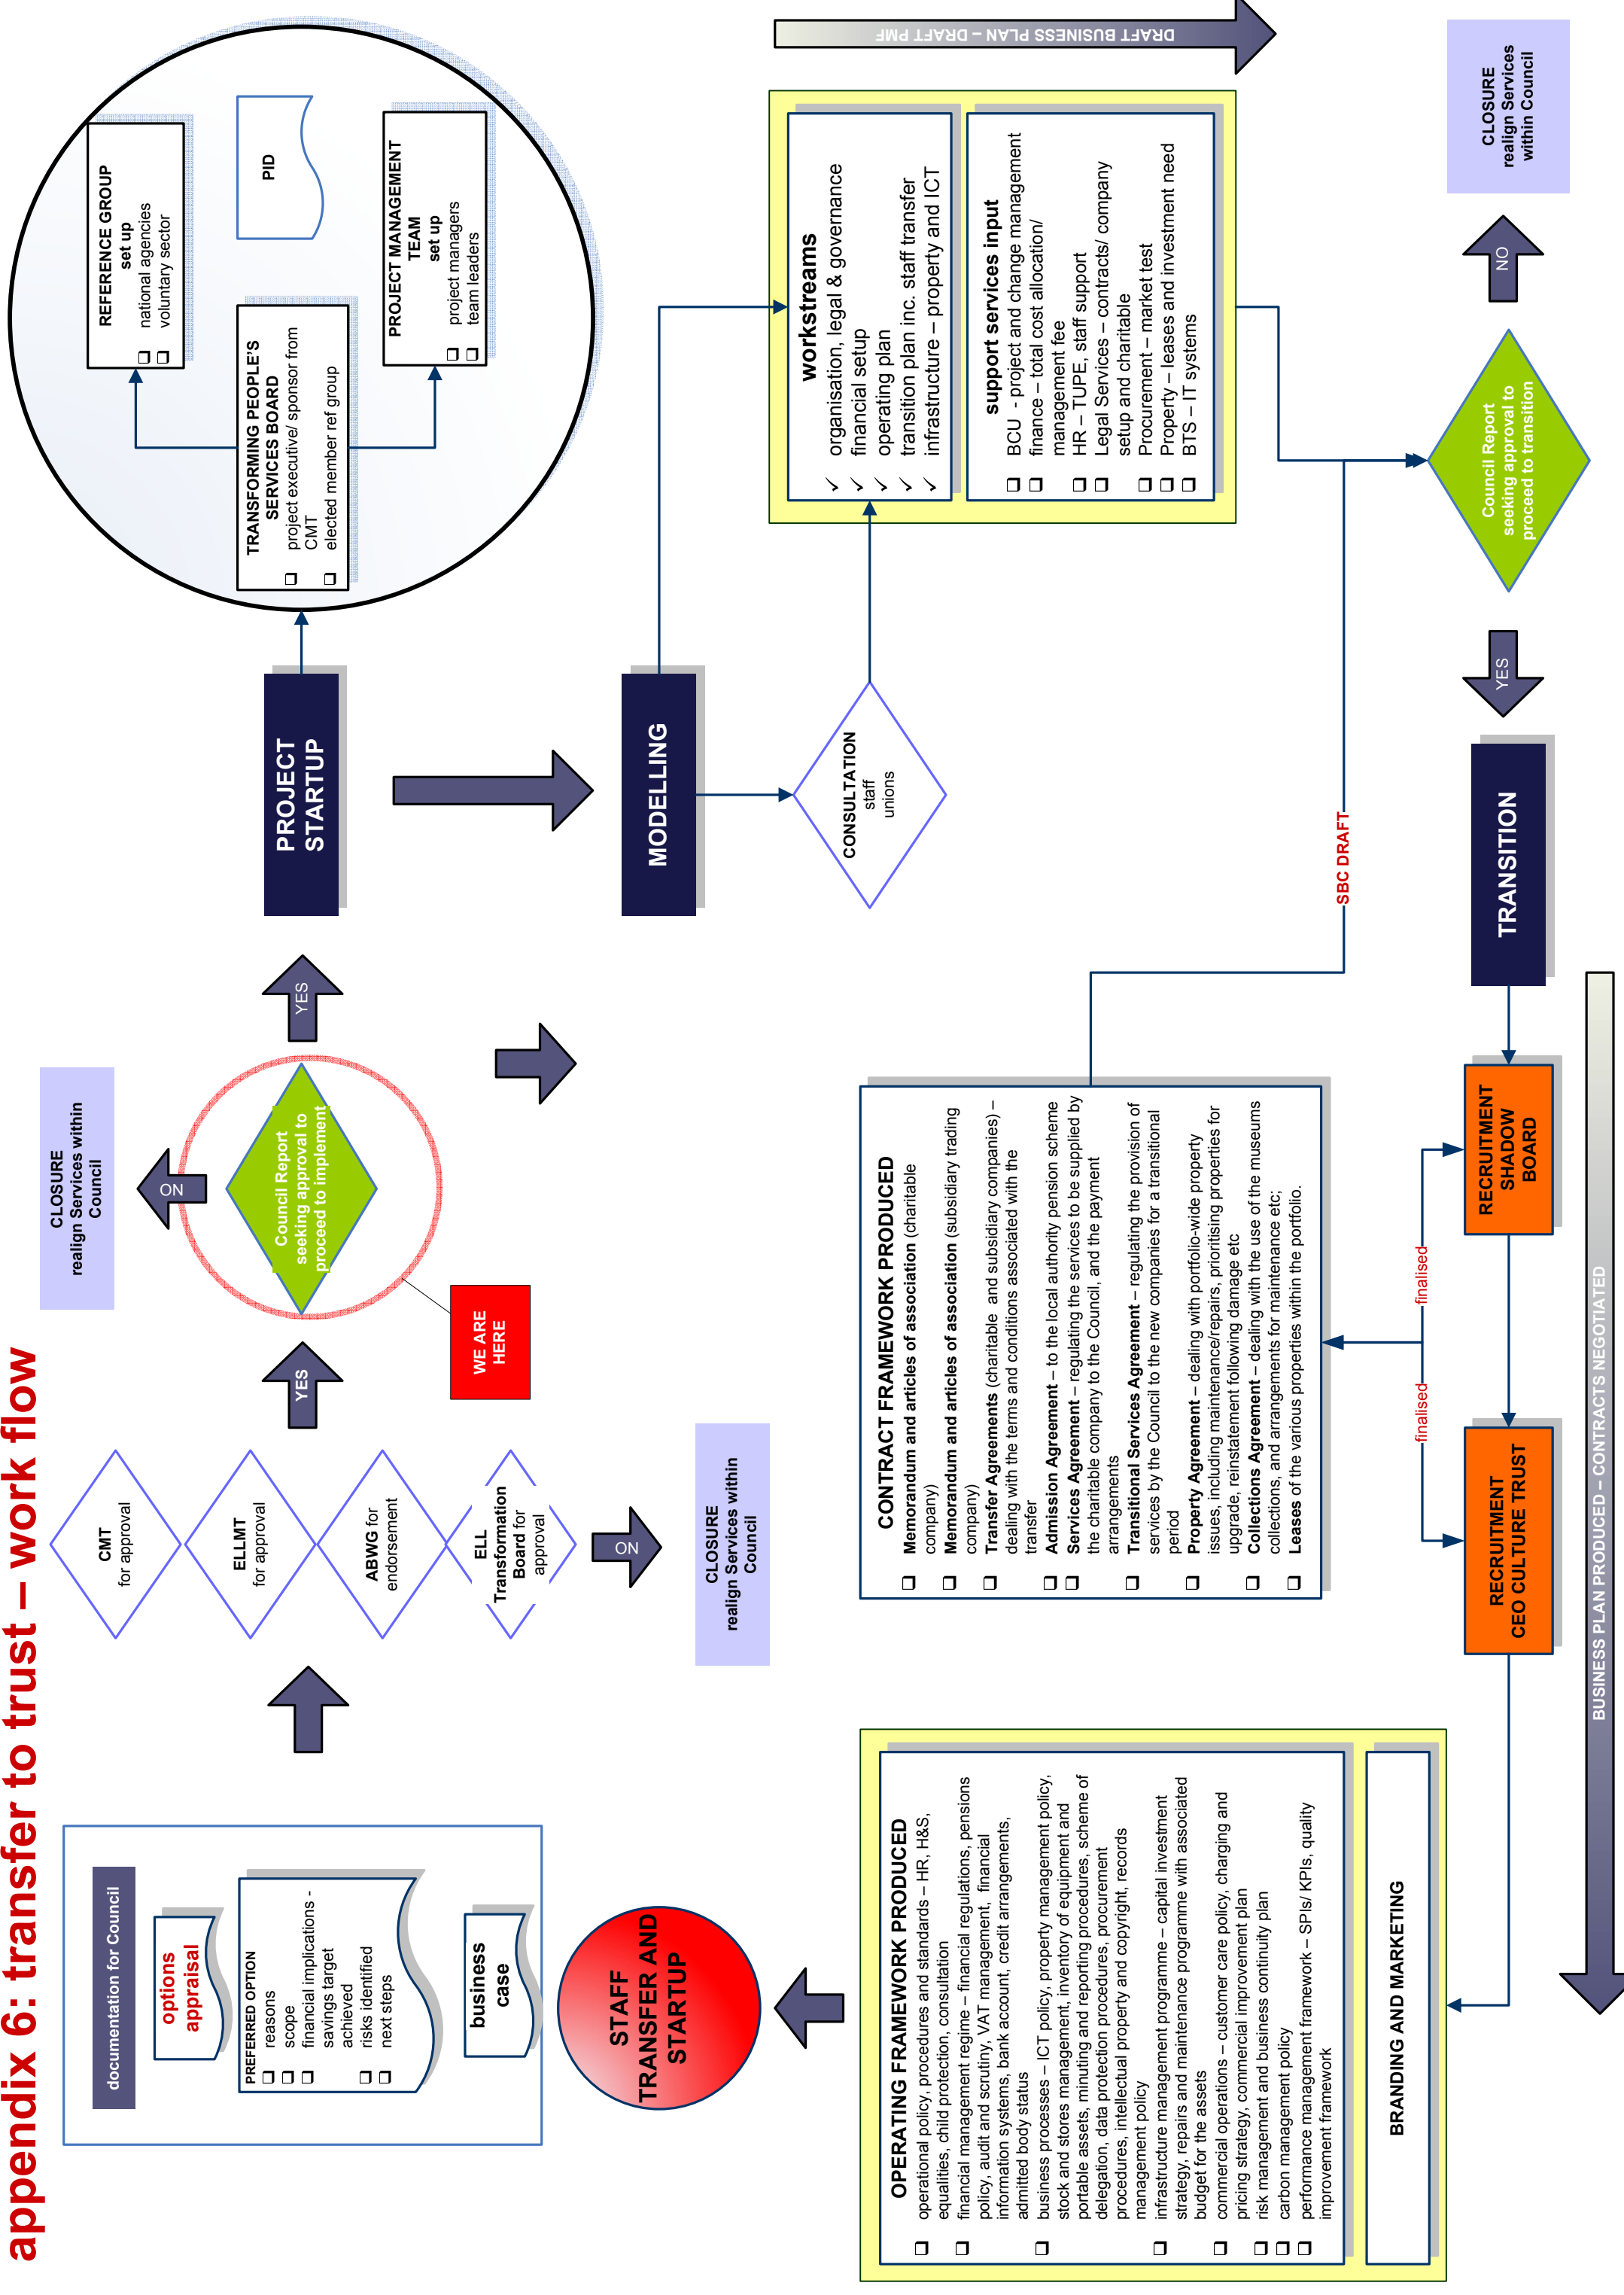 appendix 6: transfer to trust – work flow
documentation for Council
options
appraisal
PREFERRED OPTION
❒ reasons
❒ scope
❒ financial implications -
savings target
achieved
❒ risks identified
❒ next steps
business
case
CMT
for approval
ELLMT
for approval
ABWG for
endorsement
ELL
Transformation
Board for
approval
ON
CLOSURE
realign Services within
Council
YES
CLOSURE
realign Services within
Council
ON
Council Report
seeking approval to
proceed to implement
WE ARE
HERE
YES
PROJECT
STARTUP
TRANSFORMING PEOPLE'S
SERVICES BOARD
❒ project executive/ sponsor from
CMT
❒ elected member ref group
REFERENCE GROUP
set up
❒ national agencies
❒ voluntary sector
PID
PROJECT MANAGEMENT
TEAM
set up
❒ project managers
❒ team leaders
MODELLING
CONSULTATION
staff
unions
workstreams
✓ organisation, legal & governance
✓ financial setup
✓ operating plan
✓ transition plan inc. staff transfer
✓ infrastructure – property and ICT
support services input
❒ BCU - project and change management
❒ finance – total cost allocation/
management fee
❒ HR – TUPE, staff support
❒ Legal Services – contracts/ company
setup and charitable
❒ Procurement – market test
❒ Property – leases and investment need
❒ BTS – IT systems
DRAFT BUSINESS PLAN – DRAFT PMF
SBC DRAFT
Council Report
seeking approval to
proceed to transition
NO
CLOSURE
realign Services
within Council
YES
TRANSITION
CONTRACT FRAMEWORK PRODUCED
❒ Memorandum and articles of association (charitable
company)
❒ Memorandum and articles of association (subsidiary trading
company)
❒ Transfer Agreements (charitable and subsidiary companies) –
dealing with the terms and conditions associated with the
transfer
❒ Admission Agreement – to the local authority pension scheme
❒ Services Agreement – regulating the services to be supplied by
the charitable company to the Council, and the payment
arrangements
❒ Transitional Services Agreement – regulating the provision of
services by the Council to the new companies for a transitional
period
❒ Property Agreement – dealing with portfolio-wide property
issues, including maintenance/repairs, prioritising properties for
upgrade, reinstatement following damage etc
❒ Collections Agreement – dealing with the use of the museums
collections, and arrangements for maintenance etc;
❒ Leases of the various properties within the portfolio.
finalised
finalised
RECRUITMENT
SHADOW
BOARD
RECRUITMENT
CEO CULTURE TRUST
BUSINESS PLAN PRODUCED – CONTRACTS NEGOTIATED
OPERATING FRAMEWORK PRODUCED
❒ operational policy, procedures and standards – HR, H&S,
equalities, child protection, consultation
❒ financial management regime – financial regulations, pensions
policy, audit and scrutiny, VAT management, financial
information systems, bank account, credit arrangements,
admitted body status
❒ business processes – ICT policy, property management policy,
stock and stores management, inventory of equipment and
portable assets, minuting and reporting procedures, scheme of
delegation, data protection procedures, procurement
procedures, intellectual property and copyright, records
management policy
❒ infrastructure management programme – capital investment
strategy, repairs and maintenance programme with associated
budget for the assets
❒ commercial operations – customer care policy, charging and
pricing strategy, commercial improvement plan
❒ risk management and business continuity plan
❒ carbon management policy
❒ performance management framework – SPIs/ KPIs, quality
improvement framework
BRANDING AND MARKETING
STAFF
TRANSFER AND
STARTUP